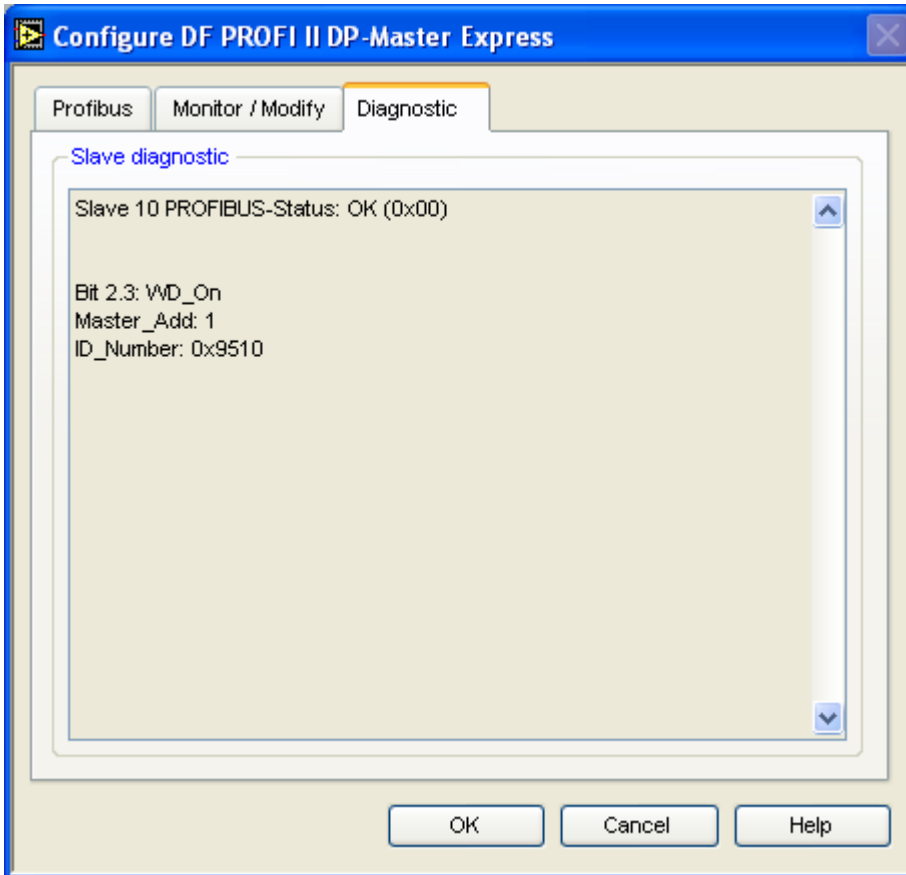 Configure DF PROFI II DP-Master Express
Profibus Monitor / Modify Diagnostic
Slave diagnostic
Slave 10 PROFIBUS-Status: OK (0x00)
Bit 2.3: WD_On
Master_Add: 1
ID_Number: 0x9510
OK Cancel Help